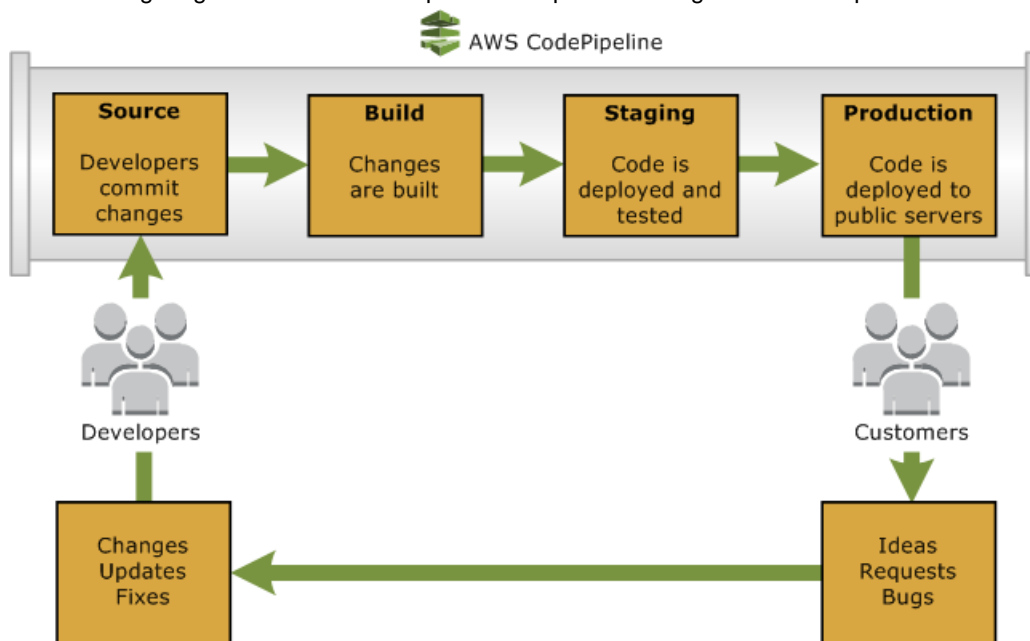 AWS CodePipeline
Source
Developers
commit
changes
Build
Changes
are built
Staging
Code is
deployed and
tested
Production
Code is
deployed to
public servers
Developers
Customers
Changes
Updates
Fixes
Ideas
Requests
Bugs